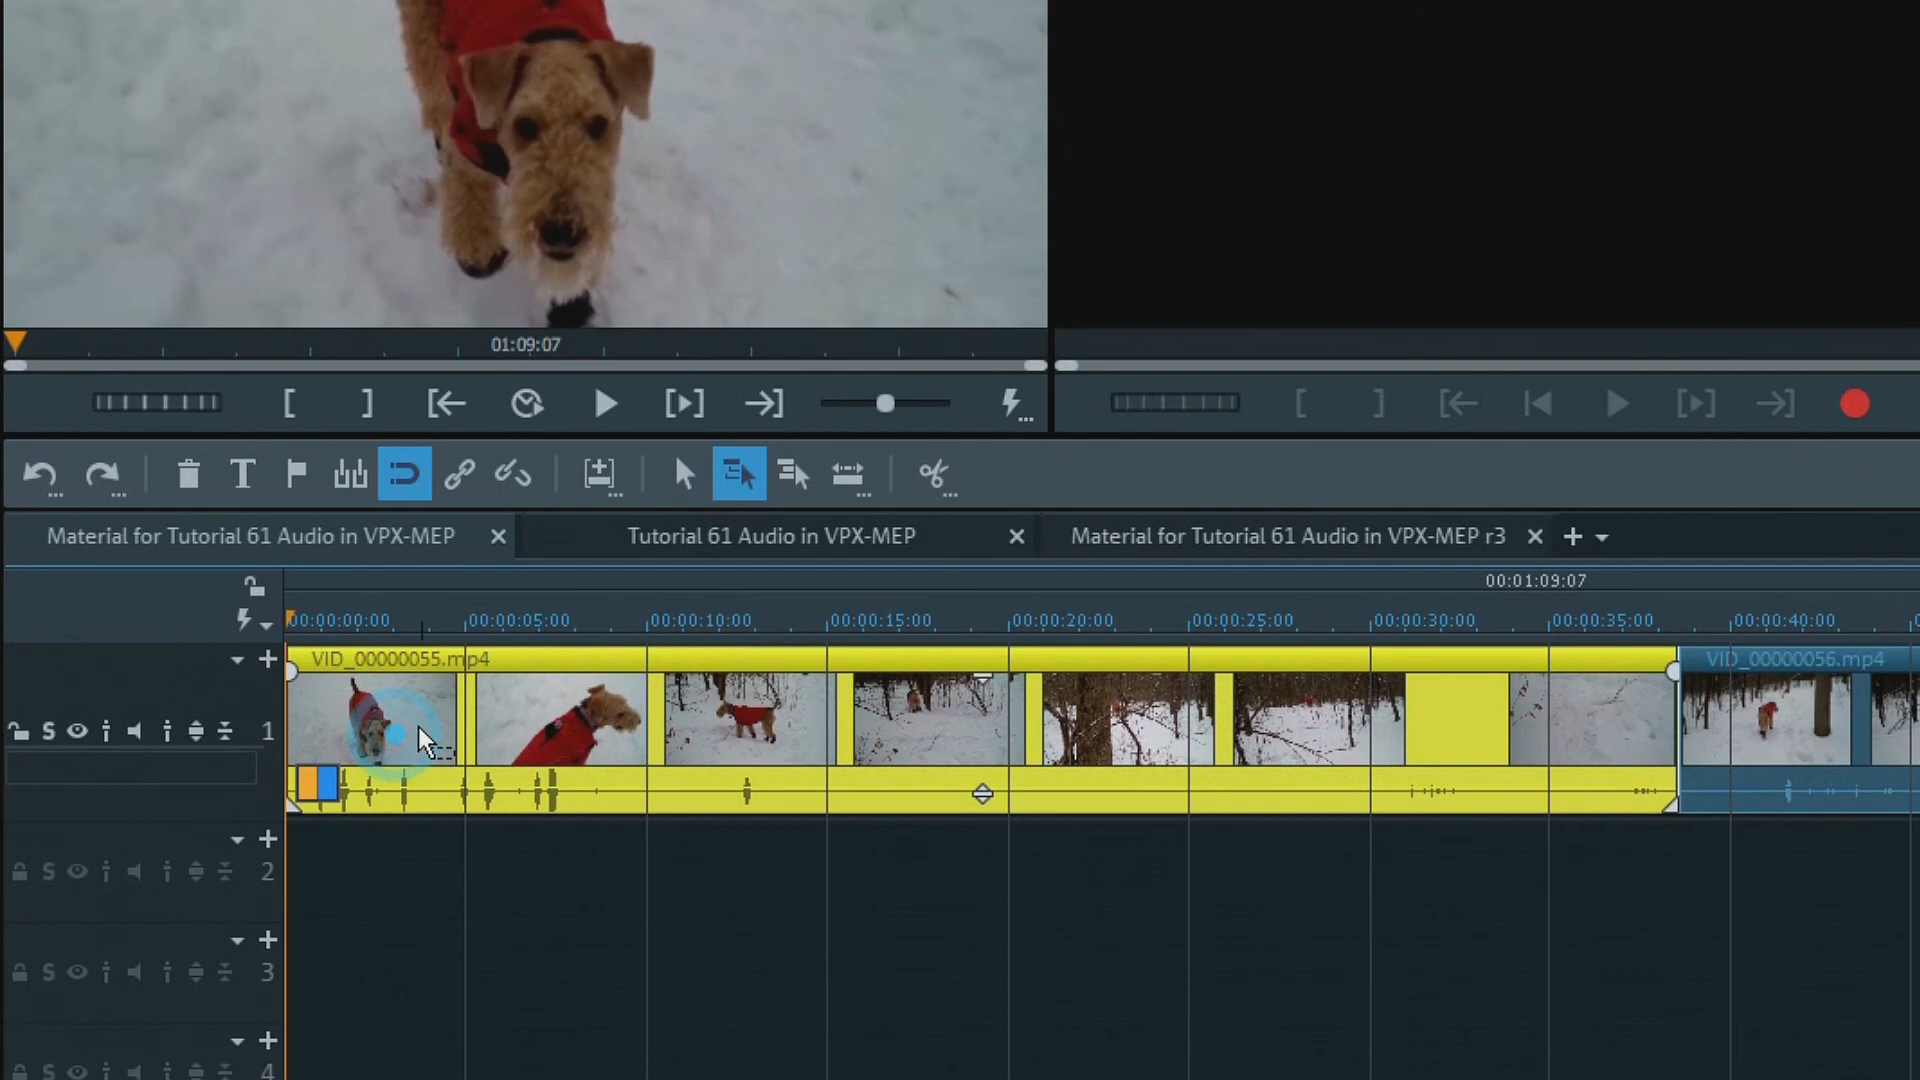 01:09:07
Material for Tutorial 61 Audio in VPX-MEP
Tutorial 61 Audio in VPX-MEP
Material for Tutorial 61 Audio in VPX-MEP r3
00:01:09:07
00:00:00:00 00:00:05:00 00:00:10:00 00:00:15:00 00:00:20:00 00:00:25:00 00:00:30:00 00:00:35:00 00:00:40:00
VID_00000055.mp4
VID_00000056.mp4
S 1
S 2
S 3
S 4